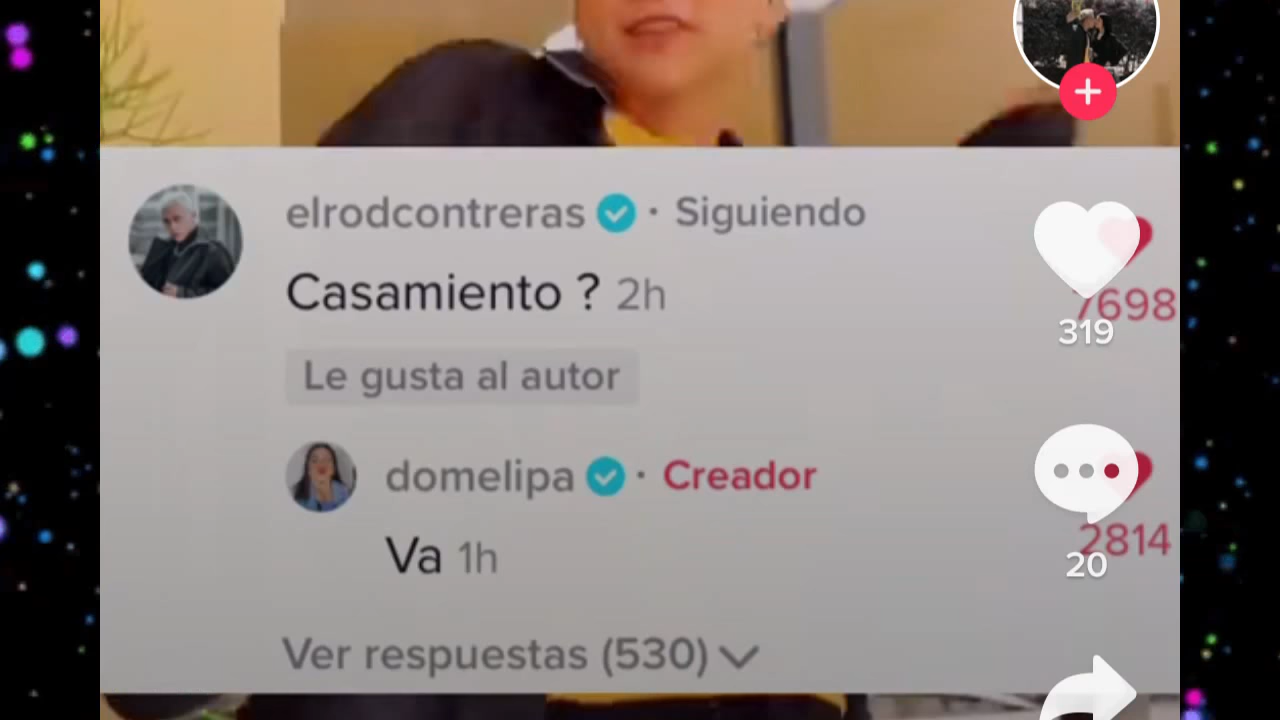 elrodcontreras · Siguiendo
Casamiento ? 2h
7698
319
Le gusta al autor
domelipa · Creador
Va 1h
2814
20
Ver respuestas (530)